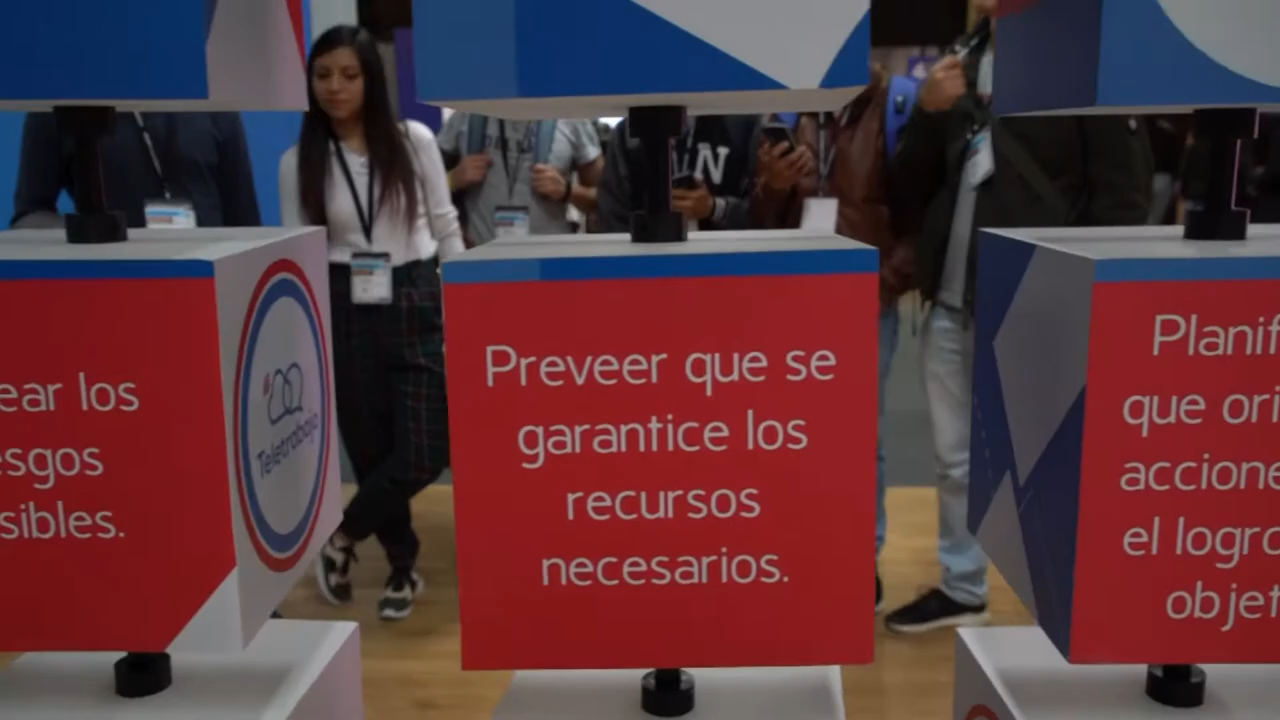 ear los
esgos
sibles.
Teletrabajo
Preveer que se
garantice los
recursos
necesarios.
Planif
que ori
accione
el logro
objet